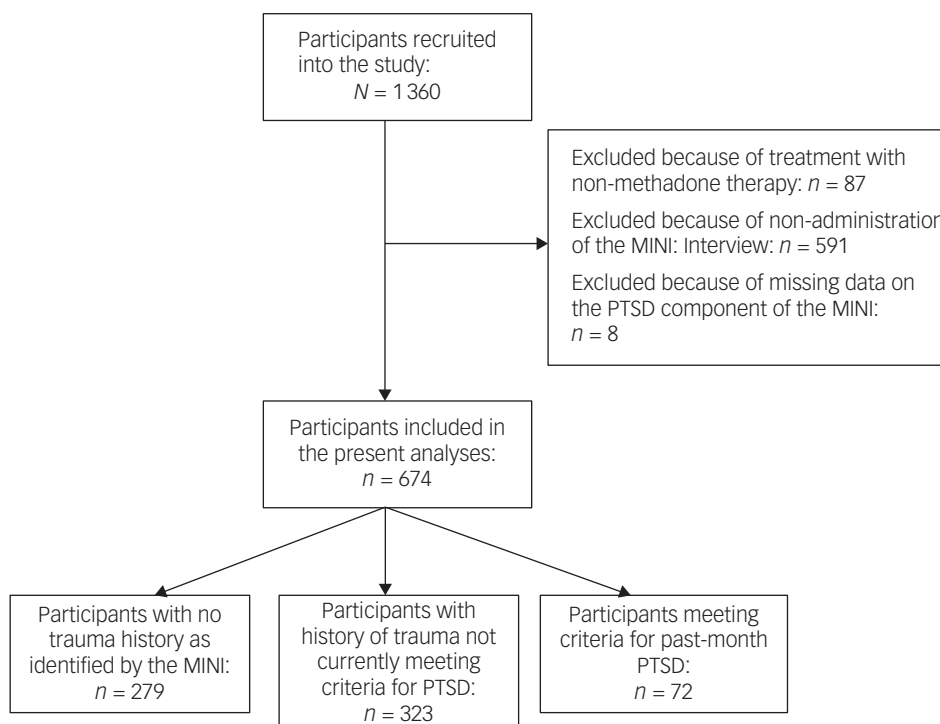 Participants recruited
into the study:
N = 1 360
Excluded because of treatment with
non-methadone therapy: n = 87
Excluded because of non-administration
of the MINI: Interview: n = 591
Excluded because of missing data on
the PTSD component of the MINI:
n = 8
Participants included in
the present analyses:
n = 674
Participants with no
trauma history as
identified by the MINI:
n = 279
Participants with
history of trauma not
currently meeting
criteria for PTSD:
n = 323
Participants meeting
criteria for past-month
PTSD:
n = 72